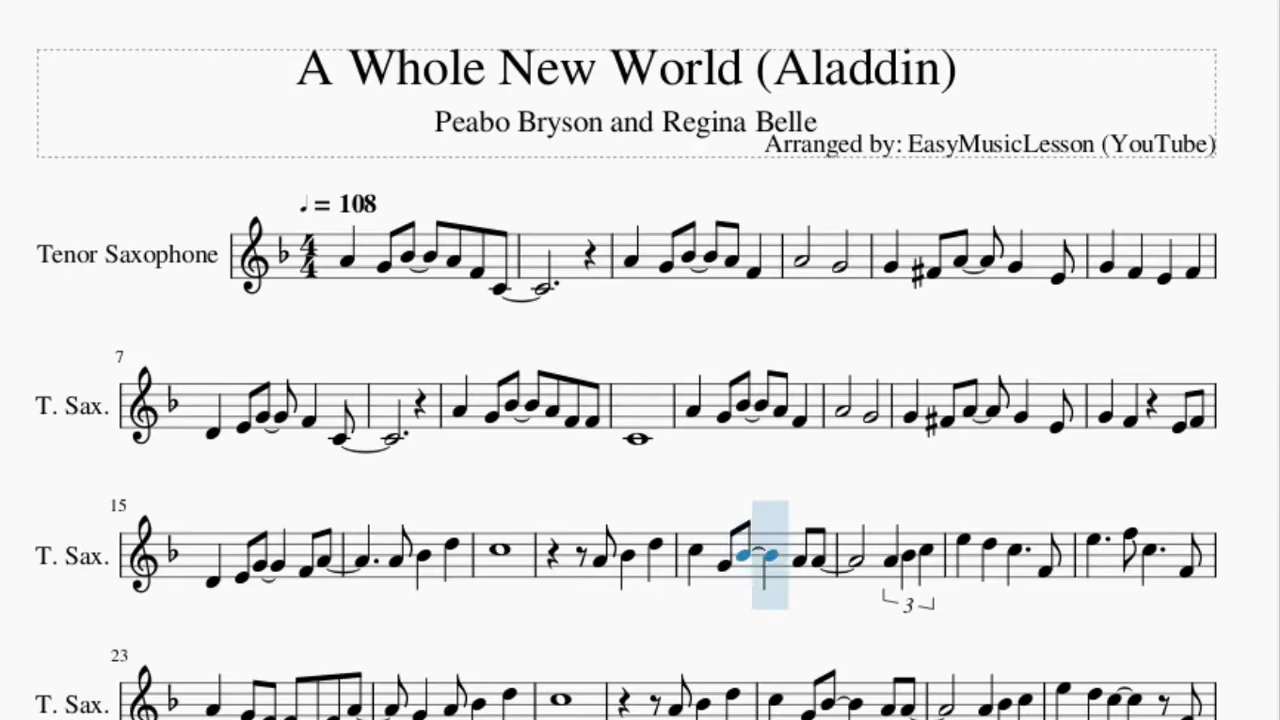 A Whole New World (Aladdin)
Peabo Bryson and Regina Belle
Arranged by: EasyMusicLesson (YouTube)
♩ = 108
Tenor Saxophone
4
4
7
T. Sax.
15
T. Sax.
3
23
T. Sax.